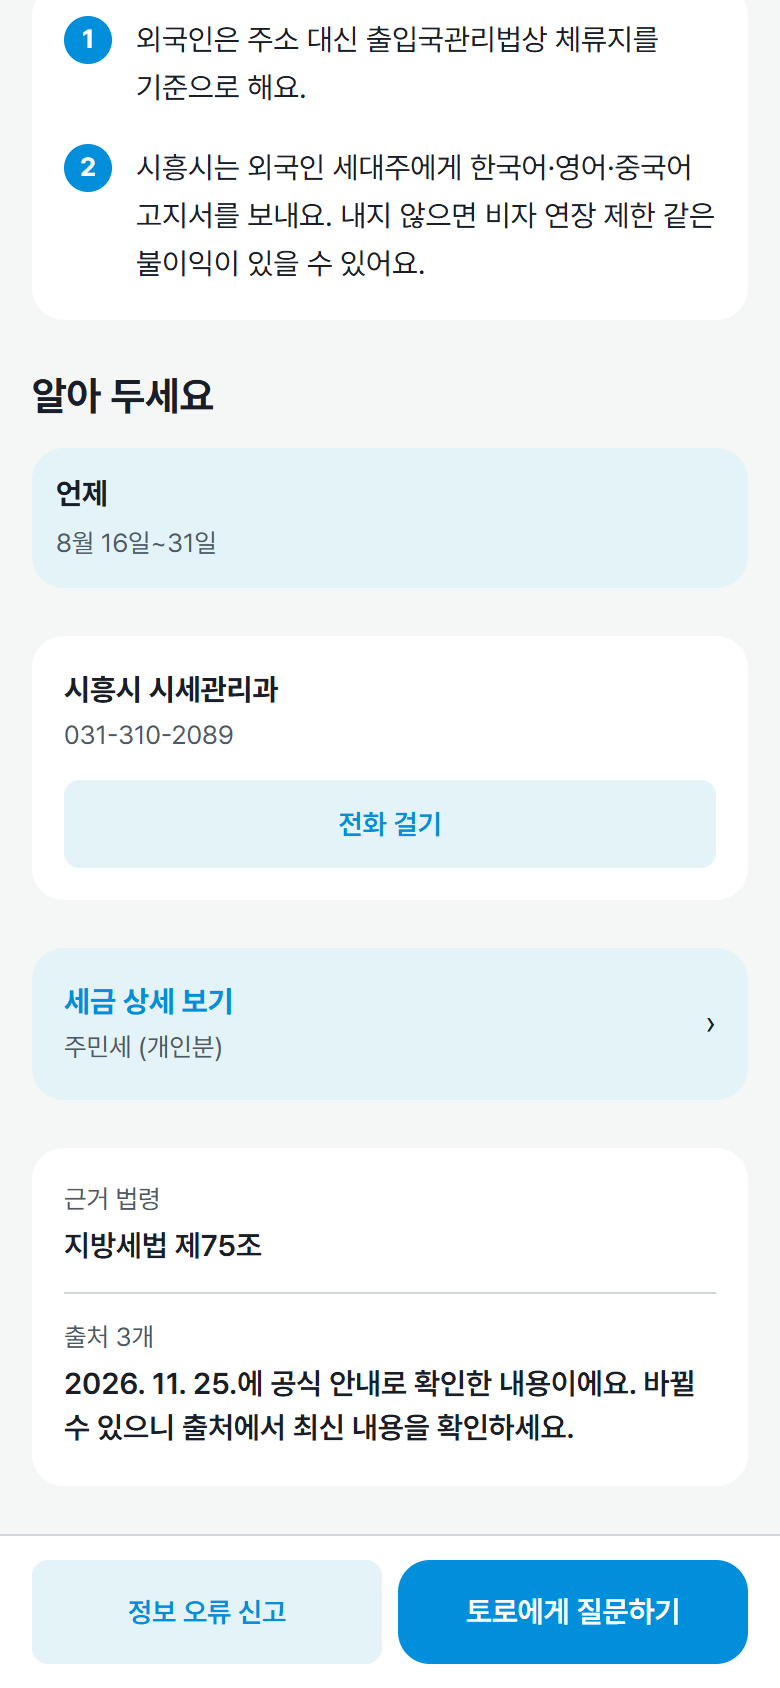 1 외국인은 주소 대신 출입국관리법상 체류지를
기준으로 해요.
2 시흥시는 외국인 세대주에게 한국어·영어·중국어
고지서를 보내요. 내지 않으면 비자 연장 제한 같은
불이익이 있을 수 있어요.
알아 두세요
언제
8월 16일~31일
시흥시 시세관리과
031-310-2089
전화 걸기
세금 상세 보기
주민세 (개인분)
›
근거 법령
지방세법 제75조
출처 3개
2026. 11. 25.에 공식 안내로 확인한 내용이에요. 바뀔
수 있으니 출처에서 최신 내용을 확인하세요.
정보 오류 신고
토로에게 질문하기